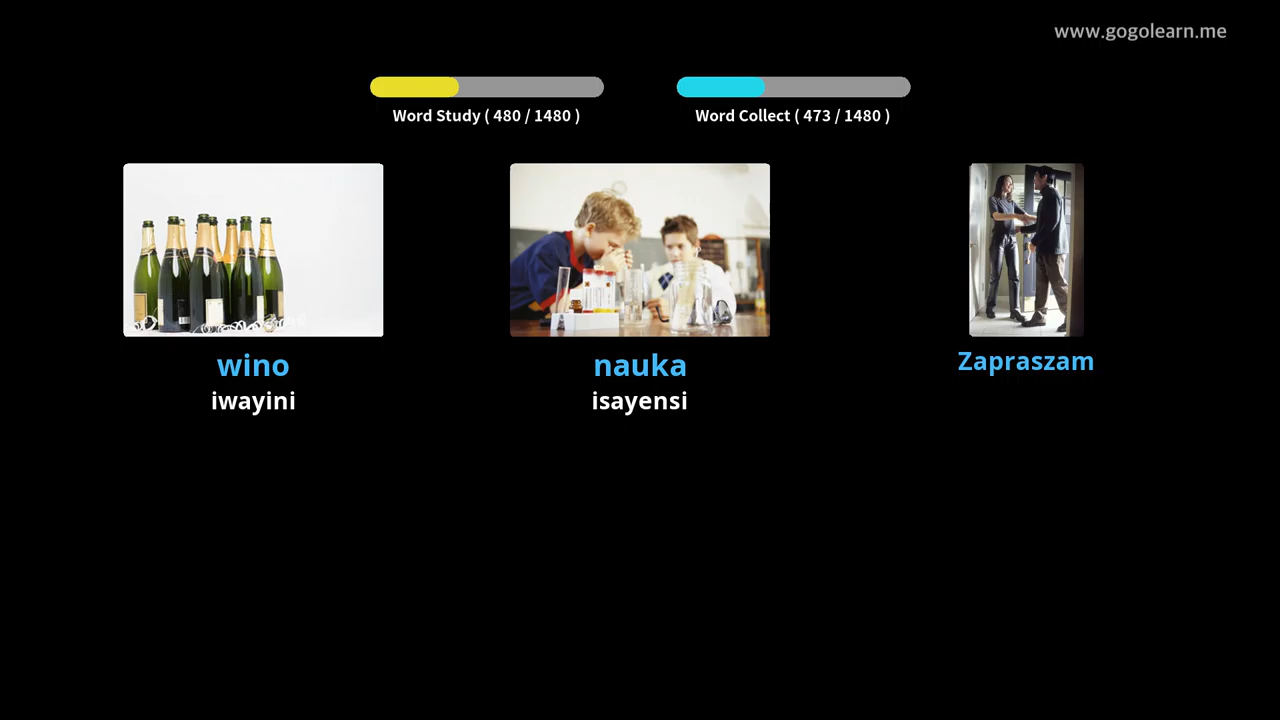 www.gogolearn.me
Word Study ( 480 / 1480 )
Word Collect ( 473 / 1480 )
wino
iwayini
nauka
isayensi
Zapraszam